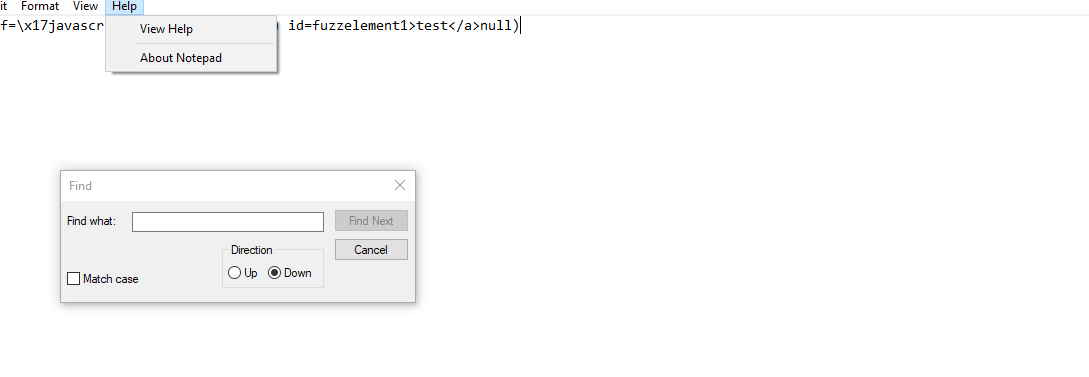 it Format View Help
f=\x17javascr ) id=fuzzelement1>test</a>null)
View Help
About Notepad
Find
Find what: Find Next
Cancel
Direction
Up Down
Match case